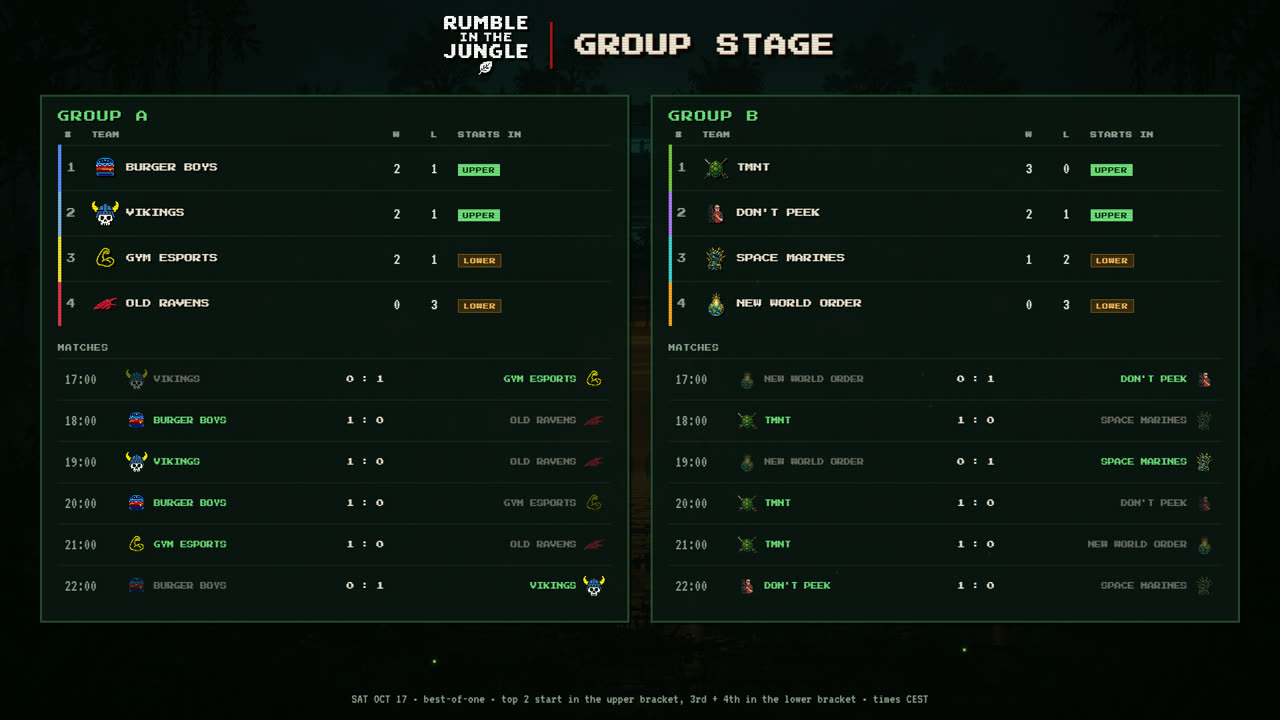 RUMBLE
IN THE
JUNGLE
GROUP STAGE
GROUP A
# TEAM W L STARTS IN
1 BURGER BOYS 2 1 UPPER
2 VIKINGS 2 1 UPPER
3 GYM ESPORTS 2 1 LOWER
4 OLD RAVENS 0 3 LOWER
MATCHES
17:00 VIKINGS 0 : 1 GYM ESPORTS
18:00 BURGER BOYS 1 : 0 OLD RAVENS
19:00 VIKINGS 1 : 0 OLD RAVENS
20:00 BURGER BOYS 1 : 0 GYM ESPORTS
21:00 GYM ESPORTS 1 : 0 OLD RAVENS
22:00 BURGER BOYS 0 : 1 VIKINGS
GROUP B
# TEAM W L STARTS IN
1 TMNT 3 0 UPPER
2 DON'T PEEK 2 1 UPPER
3 SPACE MARINES 1 2 LOWER
4 NEW WORLD ORDER 0 3 LOWER
MATCHES
17:00 NEW WORLD ORDER 0 : 1 DON'T PEEK
18:00 TMNT 1 : 0 SPACE MARINES
19:00 NEW WORLD ORDER 0 : 1 SPACE MARINES
20:00 TMNT 1 : 0 DON'T PEEK
21:00 TMNT 1 : 0 NEW WORLD ORDER
22:00 DON'T PEEK 1 : 0 SPACE MARINES
SAT OCT 17 • best-of-one • top 2 start in the upper bracket, 3rd + 4th in the lower bracket • times CEST